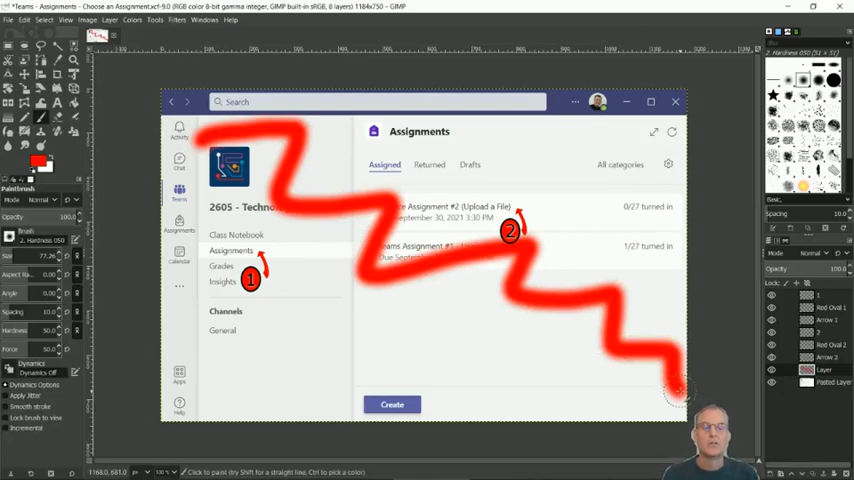 *Teams - Assignments - Choose an Assignment.xcf-9.0 (RGB color 8-bit gamma integer, GIMP built-in sRGB, 8 layers) 1184x750 – GIMP
File Edit Select View Image Layer Colors Tools Filters Windows Help
Search
Activity
Chat
Teams
Assignments
Calendar
Apps
Help
2605 - Techno
Class Notebook
Assignments
Grades
Insights
Channels
General
1
Assignments
Assigned Returned Drafts All categories
ce Assignment #2 (Upload a File) 0/27 turned in
September 30, 2021 3:30 PM
2
Teams Assignment #1 1/27 turned in
Due September
Create
Paintbrush
Mode Normal
Opacity 100.0
Brush
2. Hardness 050
Size 77.26
Aspect Ra.. 0.00
Angle 0.00
Spacing 10.0
Hardness 50.0
Force 50.0
Dynamics
Dynamics Off
Dynamics Options
Apply Jitter
Smooth stroke
Lock brush to view
Incremental
1168.0, 681.0 px 100 % Click to paint (try Shift for a straight line, Ctrl to pick a color)
2. Hardness 050 (51 × 51)
Basic,
Spacing 10.0
Mode Normal
Opacity 100.0
Lock:
1
Red Oval 1
Arrow 1
2
Red Oval 2
Arrow 2
Layer
Pasted Layer